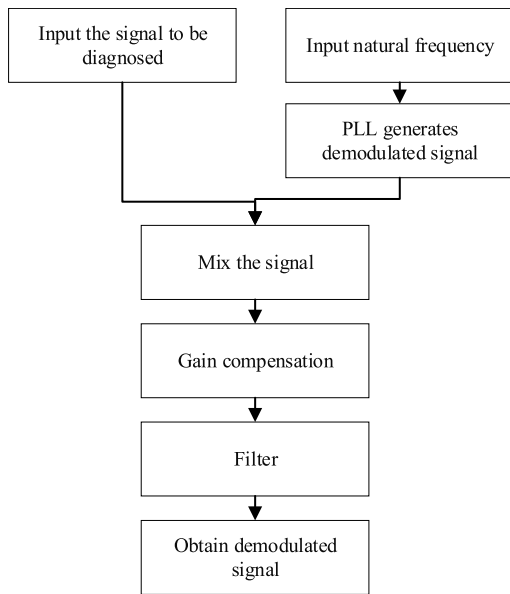 Input the signal to be
diagnosed
Input natural frequency
PLL generates
demodulated signal
Mix the signal
Gain compensation
Filter
Obtain demodulated
signal